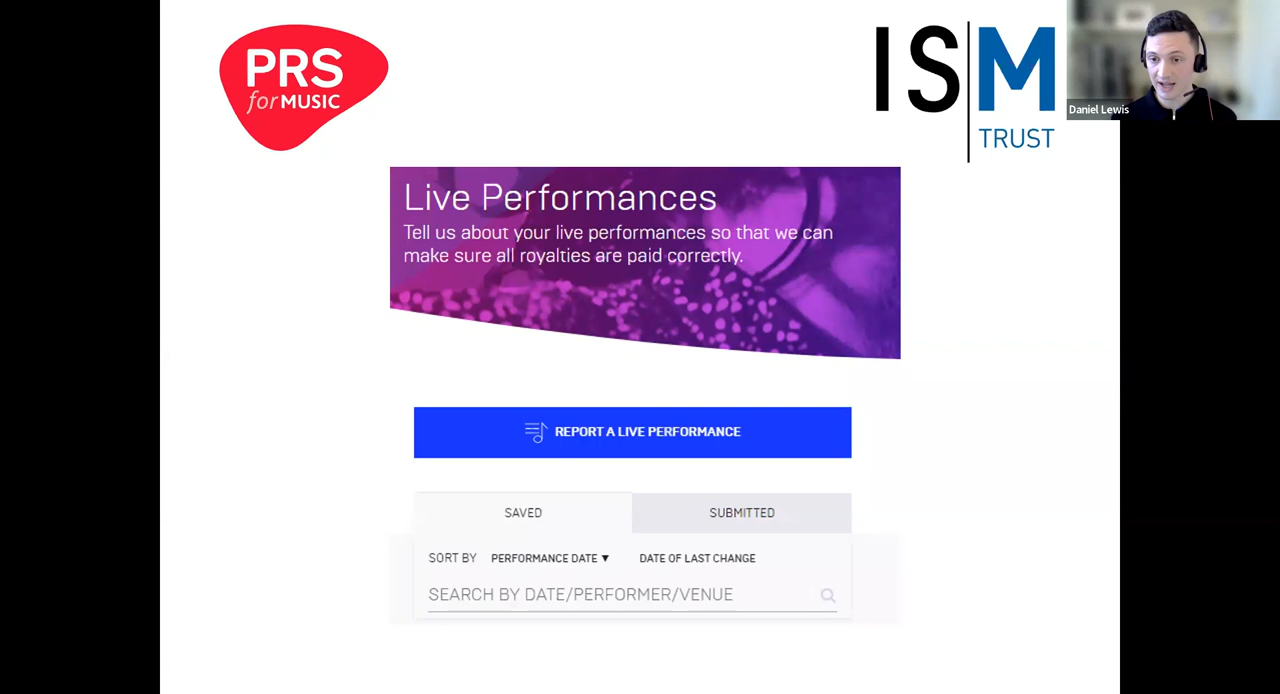 PRS
for MUSIC
ISM
TRUST
Daniel Lewis
Live Performances
Tell us about your live performances so that we can
make sure all royalties are paid correctly.
REPORT A LIVE PERFORMANCE
SAVED
SUBMITTED
SORT BY PERFORMANCE DATE ▼ DATE OF LAST CHANGE
SEARCH BY DATE/PERFORMER/VENUE